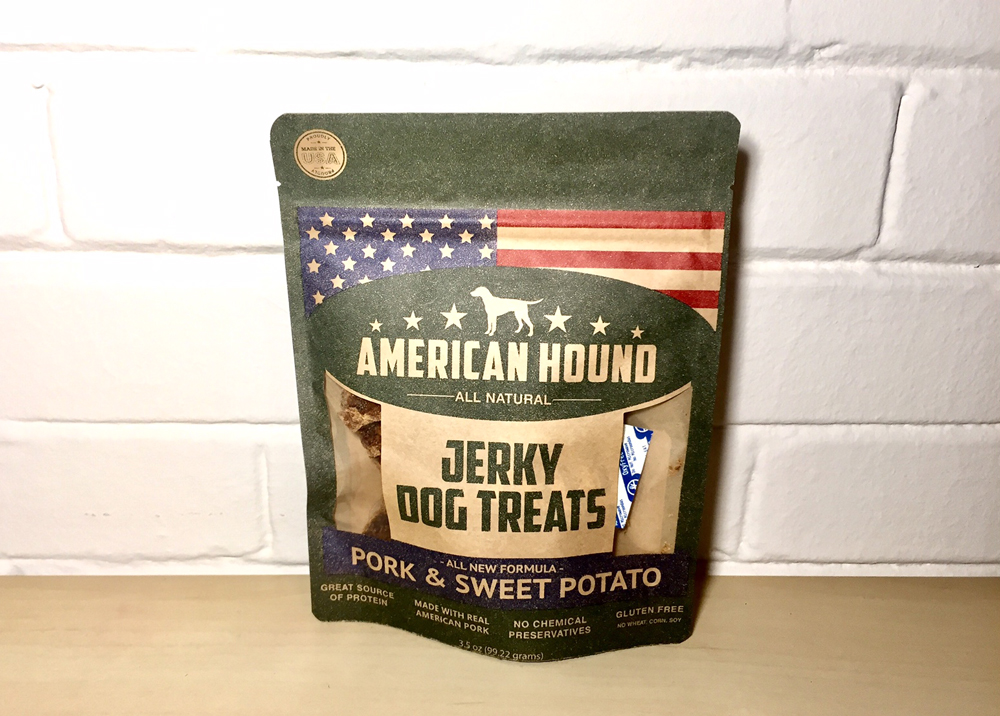 PROUDLY
MADE IN THE
USA
AMERICAN HOUND
ALL NATURAL
JERKY
DOG TREATS
- ALL NEW FORMULA -
PORK & SWEET POTATO
GREAT SOURCE
OF PROTEIN
MADE WITH REAL
AMERICAN PORK
NO CHEMICAL
PRESERVATIVES
GLUTEN FREE
NO WHEAT, CORN, SOY
3.5 oz (99.22 grams)